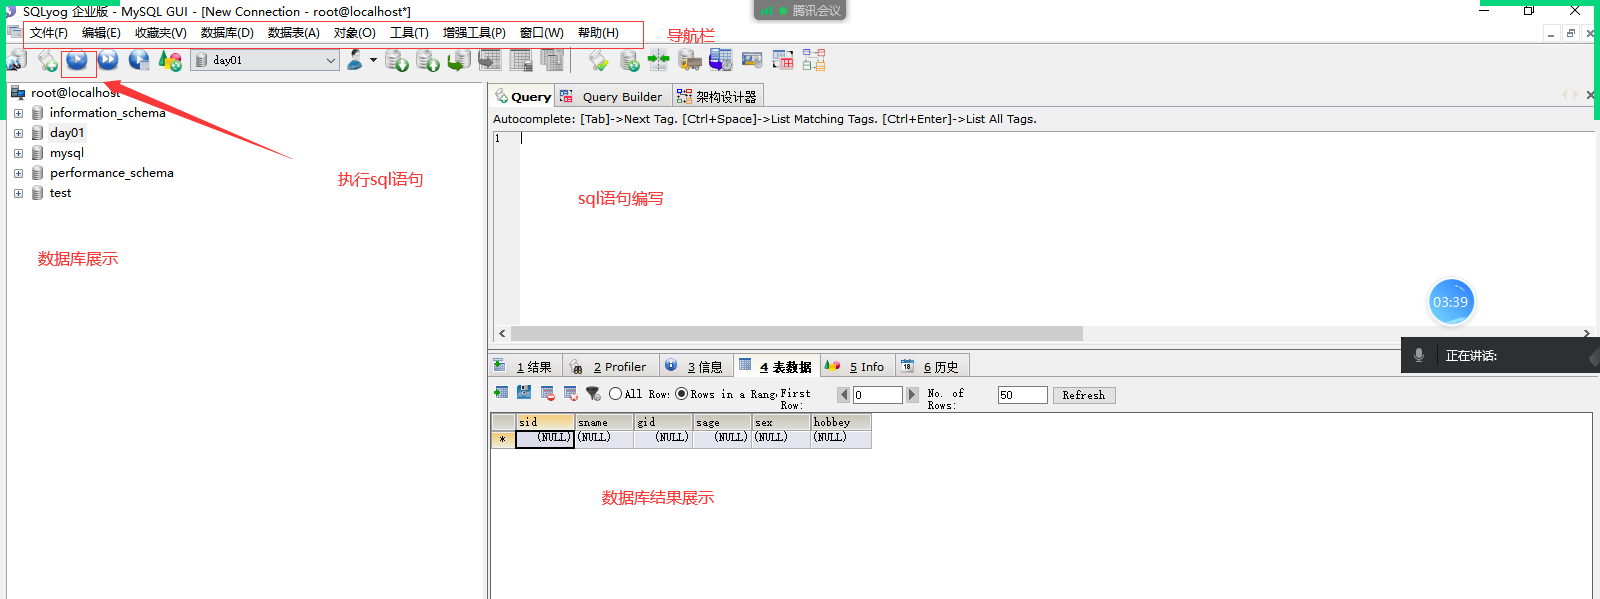 SQLyog 企业版 - MySQL GUI - [New Connection - root@localhost*]
腾讯会议
文件(F) 编辑(E) 收藏夹(V) 数据库(D) 数据表(A) 对象(O) 工具(T) 增强工具(P) 窗口(W) 帮助(H)
导航栏
day01
root@localhost
information_schema
day01
mysql
performance_schema
test
执行sql语句
数据库展示
Query Query Builder 架构设计器
Autocomplete: [Tab]->Next Tag. [Ctrl+Space]->List Matching Tags. [Ctrl+Enter]->List All Tags.
1
sql语句编写
03:39
正在讲话:
1 结果 2 Profiler 3 信息 4 表数据 5 Info 6 历史
All Row: Rows in a Rang. First Row: 0 No. of Rows: 50 Refresh
sid sname gid sage sex hobbey
* (NULL) (NULL) (NULL) (NULL) (NULL) (NULL)
数据库结果展示